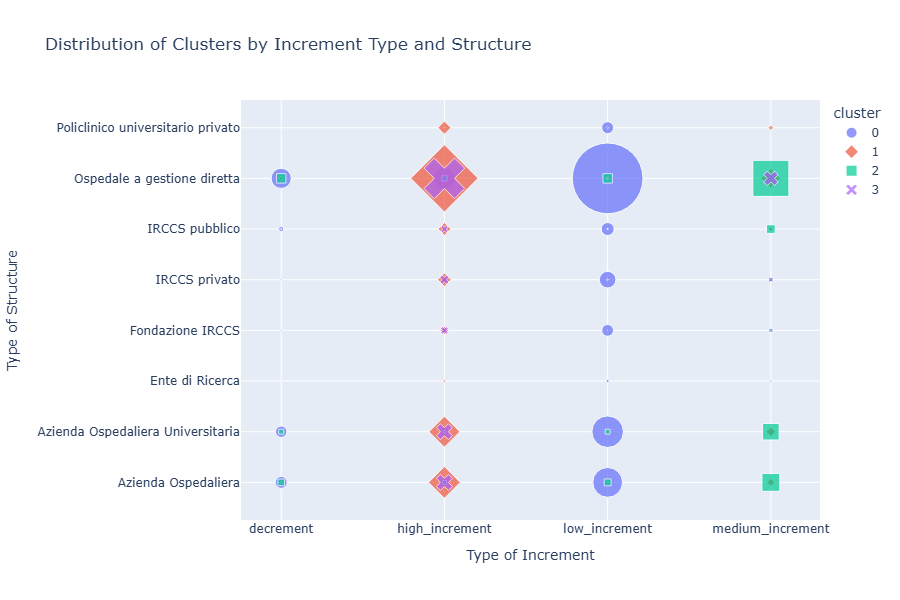 Distribution of Clusters by Increment Type and Structure
cluster
0
1
2
3
Type of Structure
Policlinico universitario privato
Ospedale a gestione diretta
IRCCS pubblico
IRCCS privato
Fondazione IRCCS
Ente di Ricerca
Azienda Ospedaliera Universitaria
Azienda Ospedaliera
decrement
high_increment
low_increment
medium_increment
Type of Increment